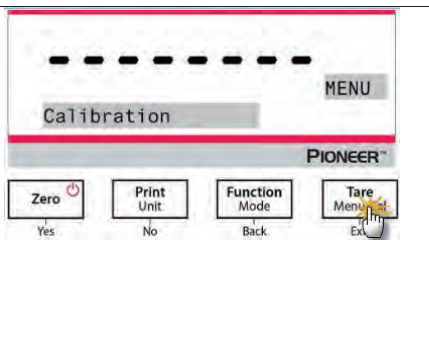 --------
MENU
Calibration
PIONEER™
Zero Print Function Tare
Unit Mode
Yes No Back